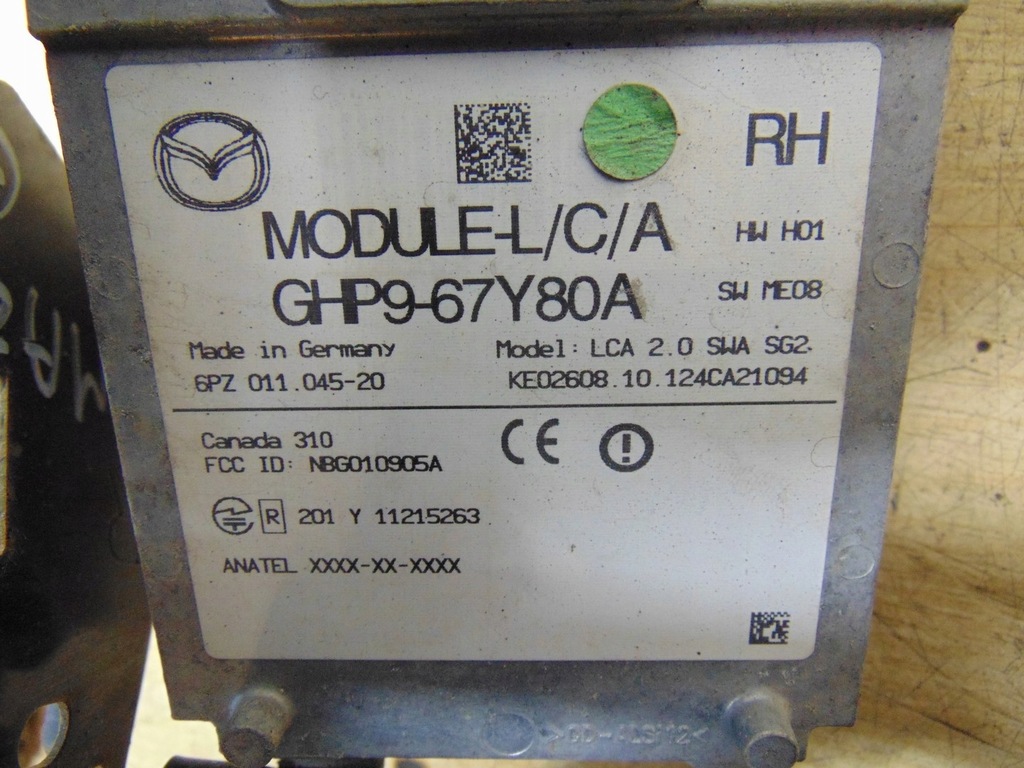 RH
MODULE-L/C/A
HW H01
GHP9-67Y80A
SW ME08
Made in Germany
Model: LCA 2.0 SWA SG2
6PZ 011.045-20
KE02608.10.124CA21094
Canada 310
FCC ID: NBG010905A
CE
R 201 Y 11215263
ANATEL XXXX-XX-XXXX